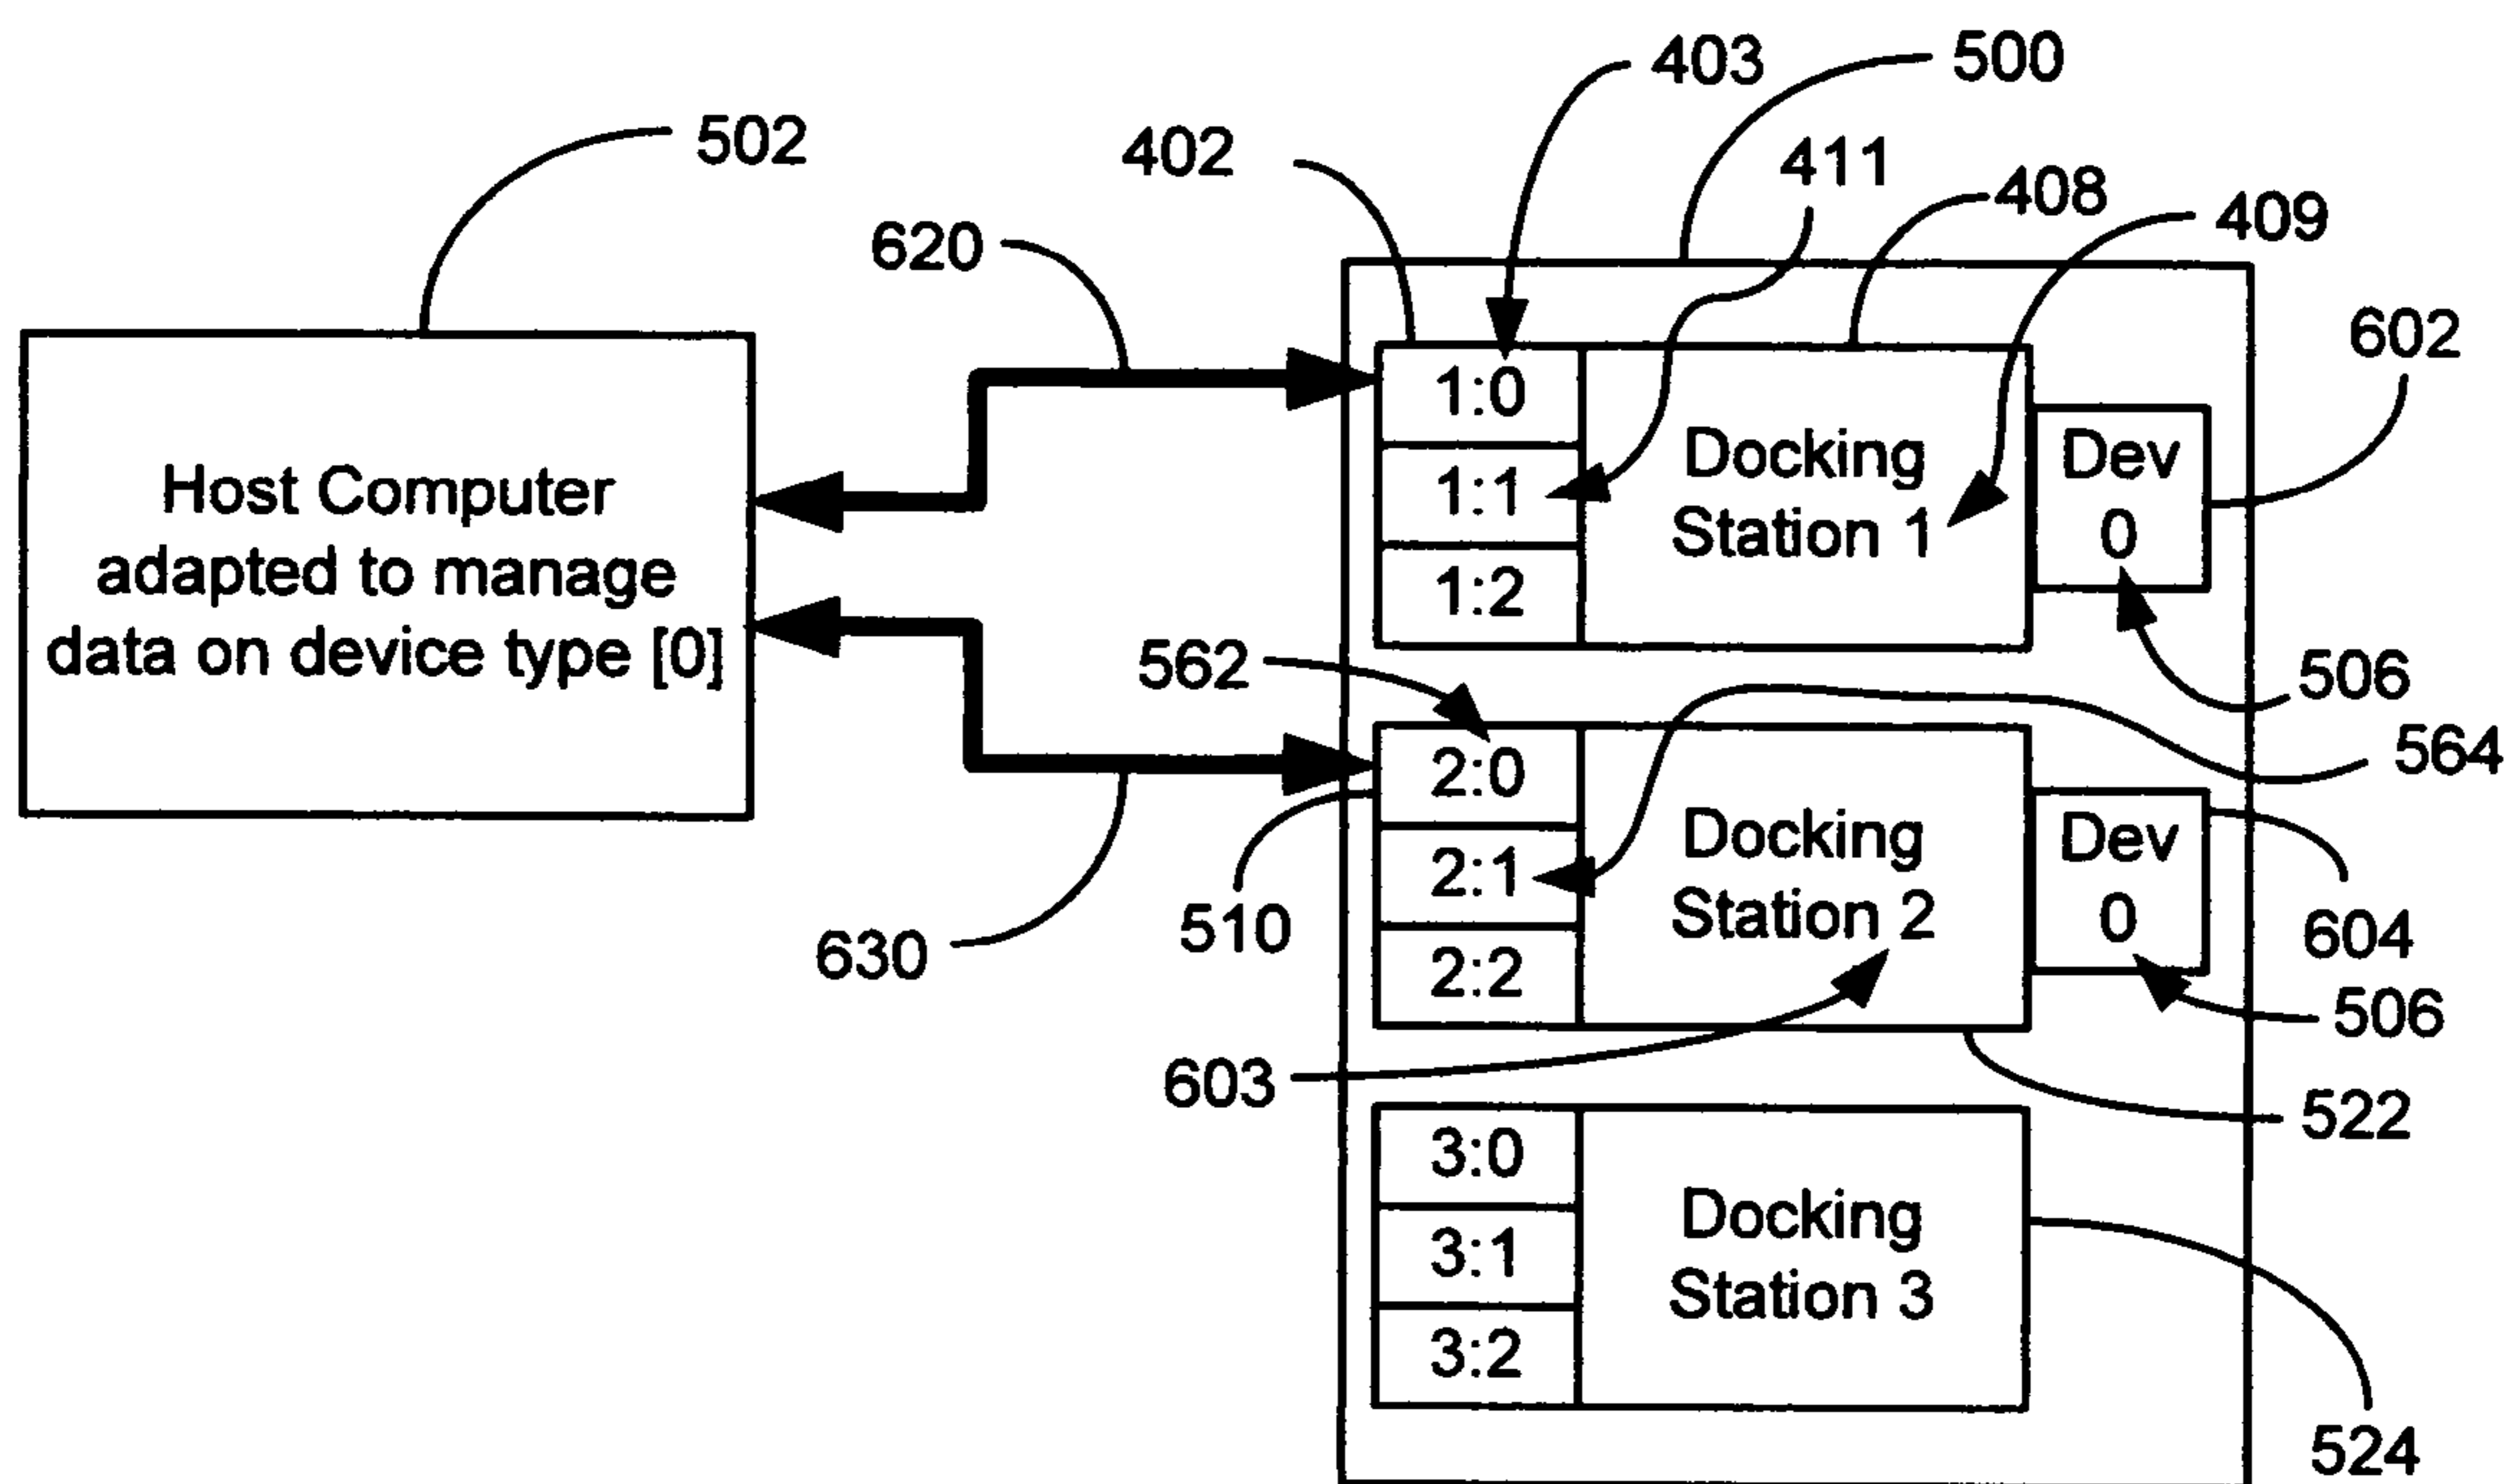 403
500
502
402
411
408
409
620
602
1:0
1:1
1:2
Docking
Station 1
Dev
0
Host Computer
adapted to manage
data on device type [0]
562
506
564
2:0
2:1
2:2
Docking
Station 2
Dev
0
510
630
604
506
603
522
3:0
3:1
3:2
Docking
Station 3
524